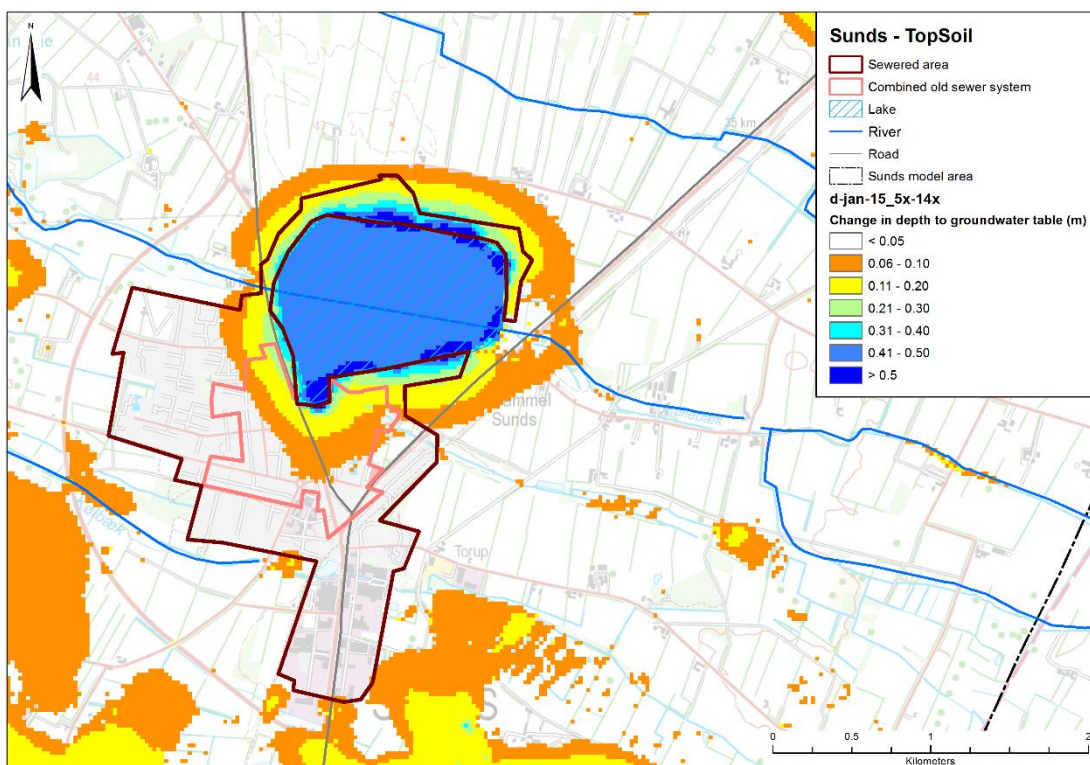 N
Sunds - TopSoil
Sewered area
Combined old sewer system
Lake
River
Road
Sunds model area
d-jan-15_5x-14x
Change in depth to groundwater table (m)
< 0.05
0.06 - 0.10
0.11 - 0.20
0.21 - 0.30
0.31 - 0.40
0.41 - 0.50
> 0.5
44
35 km
Sunds
Torup
0 0.5 1 2
Kilometers